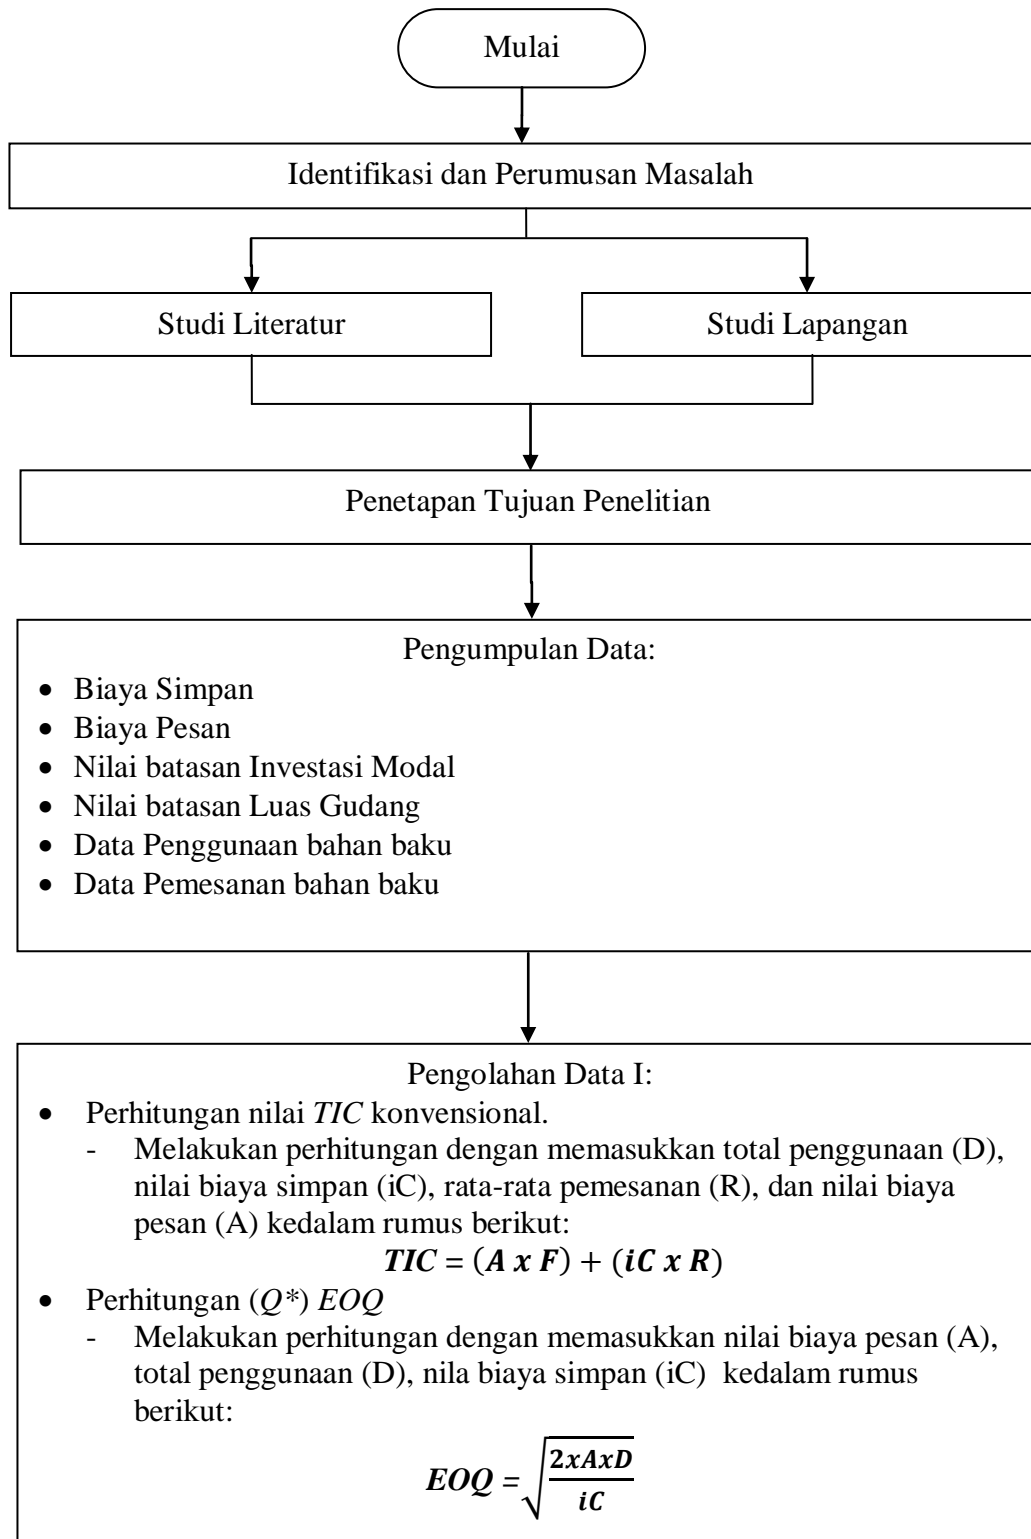 Mulai
Identifikasi dan Perumusan Masalah
Studi Literatur
Studi Lapangan
Penetapan Tujuan Penelitian
Pengumpulan Data:
• Biaya Simpan
• Biaya Pesan
• Nilai batasan Investasi Modal
• Nilai batasan Luas Gudang
• Data Penggunaan bahan baku
• Data Pemesanan bahan baku
Pengolahan Data I:
• Perhitungan nilai TIC konvensional.
- Melakukan perhitungan dengan memasukkan total penggunaan (D),
nilai biaya simpan (iC), rata-rata pemesanan (R), dan nilai biaya
pesan (A) kedalam rumus berikut:
TIC = (A x F) + (iC x R)
• Perhitungan (Q*) EOQ
- Melakukan perhitungan dengan memasukkan nilai biaya pesan (A),
total penggunaan (D), nila biaya simpan (iC) kedalam rumus
berikut:
EOQ = √(2xAxD / iC)